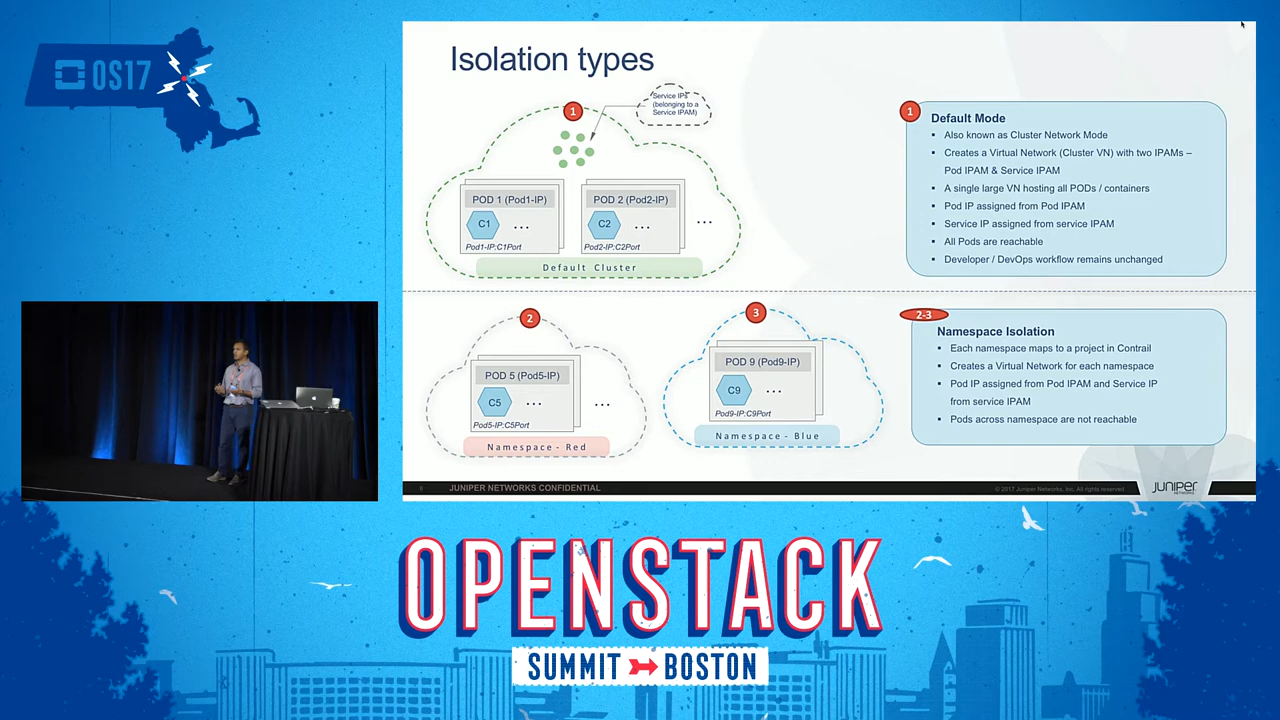 OS17
Isolation types
1
Service IPs
(belonging to a
Service IPAM)
POD 1 (Pod1-IP)
C1
...
Pod1-IP:C1Port
POD 2 (Pod2-IP)
C2
...
Pod2-IP:C2Port
...
Default Cluster
1
Default Mode
▪ Also known as Cluster Network Mode
▪ Creates a Virtual Network (Cluster VN) with two IPAMs –
Pod IPAM & Service IPAM
▪ A single large VN hosting all PODs / containers
▪ Pod IP assigned from Pod IPAM
▪ Service IP assigned from service IPAM
▪ All Pods are reachable
▪ Developer / DevOps workflow remains unchanged
2
POD 5 (Pod5-IP)
C5
...
Pod5-IP:C5Port
...
Namespace - Red
3
POD 9 (Pod9-IP)
C9
...
Pod9-IP:C9Port
Namespace - Blue
2-3
Namespace Isolation
▪ Each namespace maps to a project in Contrail
▪ Creates a Virtual Network for each namespace
▪ Pod IP assigned from Pod IPAM and Service IP
from service IPAM
▪ Pods across namespace are not reachable
6
JUNIPER NETWORKS CONFIDENTIAL
© 2017 Juniper Networks, Inc. All rights reserved
JUNIPER
NETWORKS
OPENSTACK
SUMMIT BOSTON